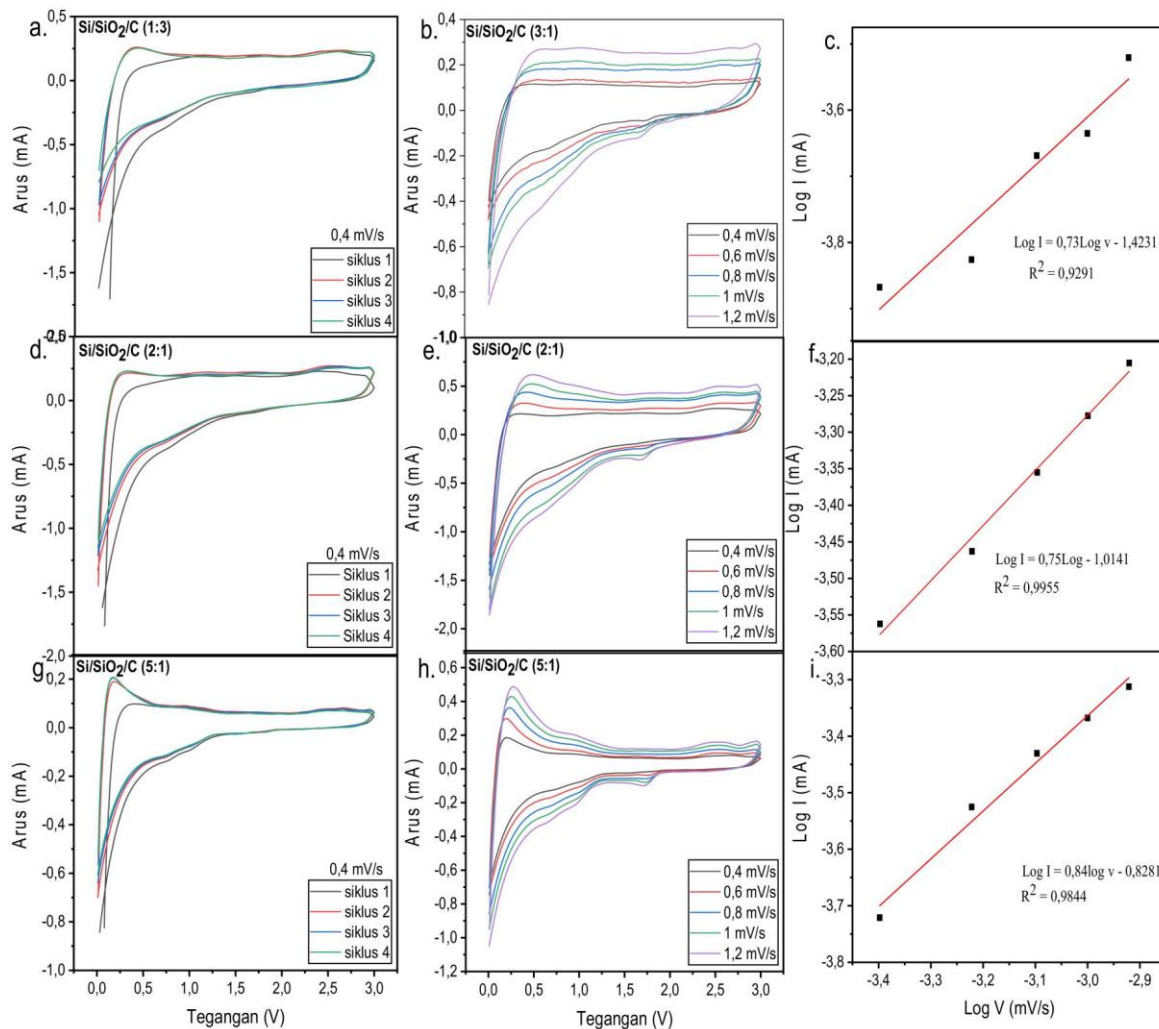 a.
Si/SiO2/C (1:3)
0,5
0,0
-0,5
-1,0
-1,5
Arus (mA)
0,4 mV/s
siklus 1
siklus 2
siklus 3
siklus 4
b.
Si/SiO2/C (3:1)
0,4
0,2
0,0
-0,2
-0,4
-0,6
-0,8
-1,0
Arus (mA)
0,4 mV/s
0,6 mV/s
0,8 mV/s
1 mV/s
1,2 mV/s
c.
-3,6
-3,8
Log I (mA)
Log I = 0,73Log v - 1,4231
R2 = 0,9291
d.
Si/SiO2/C (2:1)
0,5
0,0
-0,5
-1,0
-1,5
-2,0
Arus (mA)
0,4 mV/s
Siklus 1
Siklus 2
Siklus 3
Siklus 4
e.
Si/SiO2/C (2:1)
1,0
0,5
0,0
-0,5
-1,0
-1,5
-2,0
Arus (mA)
0,4 mV/s
0,6 mV/s
0,8 mV/s
1 mV/s
1,2 mV/s
f.
-3,20
-3,25
-3,30
-3,35
-3,40
-3,45
-3,50
-3,55
-3,60
Log I (mA)
Log I = 0,75Log - 1,0141
R2 = 0,9955
g.
Si/SiO2/C (5:1)
0,2
0,0
-0,2
-0,4
-0,6
-0,8
-1,0
Arus (mA)
0,4 mV/s
siklus 1
siklus 2
siklus 3
siklus 4
0,0 0,5 1,0 1,5 2,0 2,5 3,0
Tegangan (V)
h.
Si/SiO2/C (5:1)
0,6
0,4
0,2
0,0
-0,2
-0,4
-0,6
-0,8
-1,0
-1,2
Arus (mA)
0,4 mV/s
0,6 mV/s
0,8 mV/s
1 mV/s
1,2 mV/s
0,0 0,5 1,0 1,5 2,0 2,5 3,0
Tegangan (V)
i.
-3,3
-3,4
-3,5
-3,6
-3,7
-3,8
Log I (mA)
Log I = 0,84log v - 0,8281
R2 = 0,9844
-3,4 -3,3 -3,2 -3,1 -3,0 -2,9
Log V (mV/s)